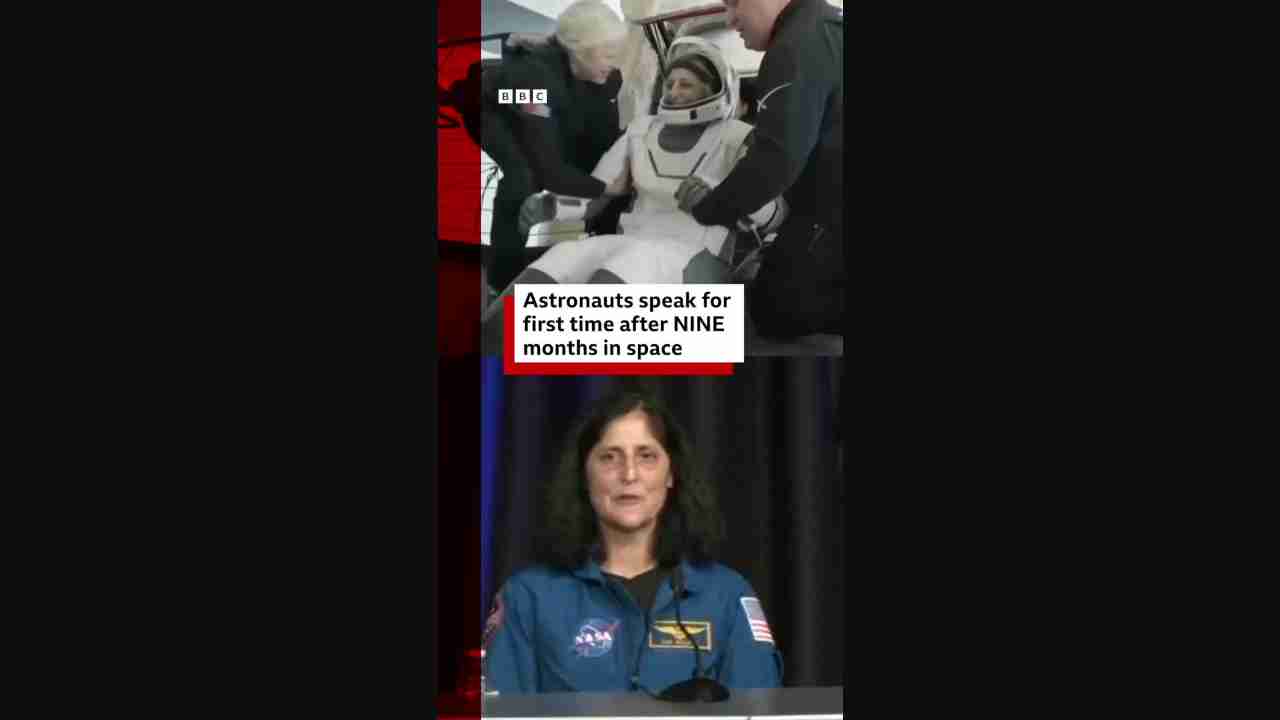 BBC
Astronauts speak for
first time after NINE
months in space
NASA